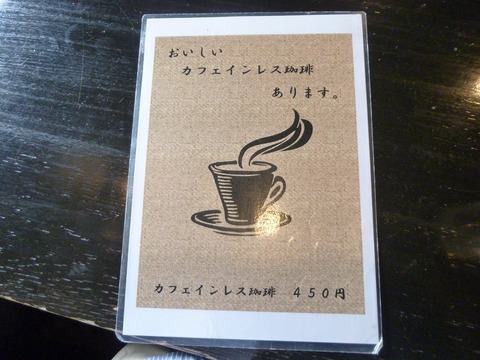 おいしい
カフェインレス珈琲
あります。
カフェインレス珈琲 450円